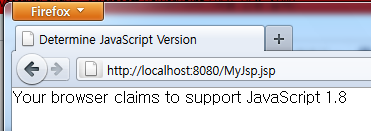 Firefox
Determine JavaScript Version
http://localhost:8080/MyJsp.jsp
Your browser claims to support JavaScript 1.8